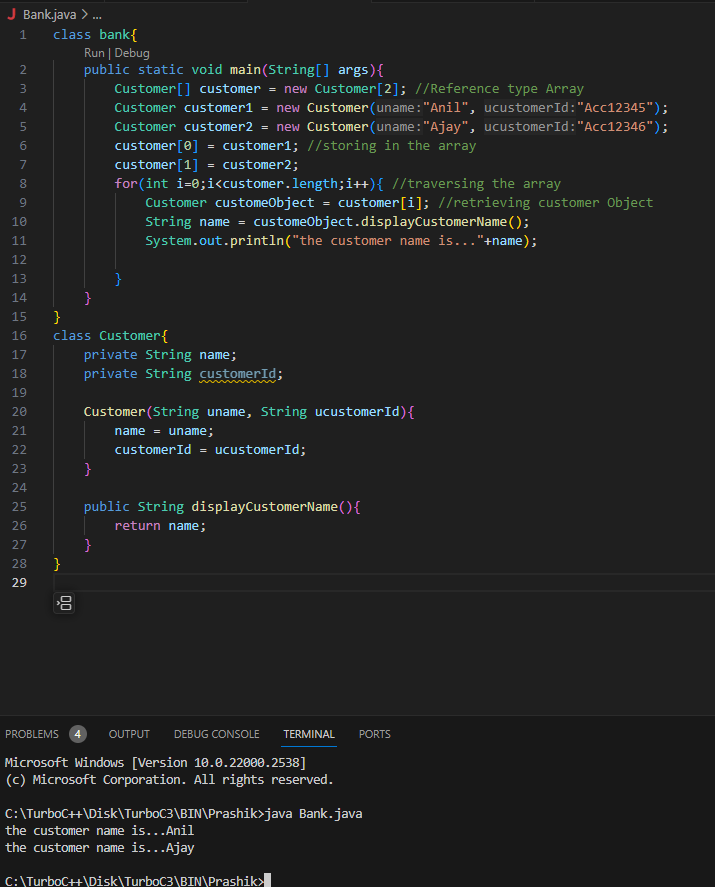 J Bank.java > ...
1 class bank{
Run | Debug
2 public static void main(String[] args){
3 Customer[] customer = new Customer[2]; //Reference type Array
4 Customer customer1 = new Customer(uname:"Anil", ucustomerId:"Acc12345");
5 Customer customer2 = new Customer(uname:"Ajay", ucustomerId:"Acc12346");
6 customer[0] = customer1; //storing in the array
7 customer[1] = customer2;
8 for(int i=0;i<customer.length;i++){ //traversing the array
9 Customer customeObject = customer[i]; //retrieving customer Object
10 String name = customeObject.displayCustomerName();
11 System.out.println("the customer name is..."+name);
12
13 }
14 }
15 }
16 class Customer{
17 private String name;
18 private String customerId;
19
20 Customer(String uname, String ucustomerId){
21 name = uname;
22 customerId = ucustomerId;
23 }
24
25 public String displayCustomerName(){
26 return name;
27 }
28 }
29
PROBLEMS 4 OUTPUT DEBUG CONSOLE TERMINAL PORTS
Microsoft Windows [Version 10.0.22000.2538]
(c) Microsoft Corporation. All rights reserved.
C:\TurboC++\Disk\TurboC3\BIN\Prashik>java Bank.java
the customer name is...Anil
the customer name is...Ajay
C:\TurboC++\Disk\TurboC3\BIN\Prashik>